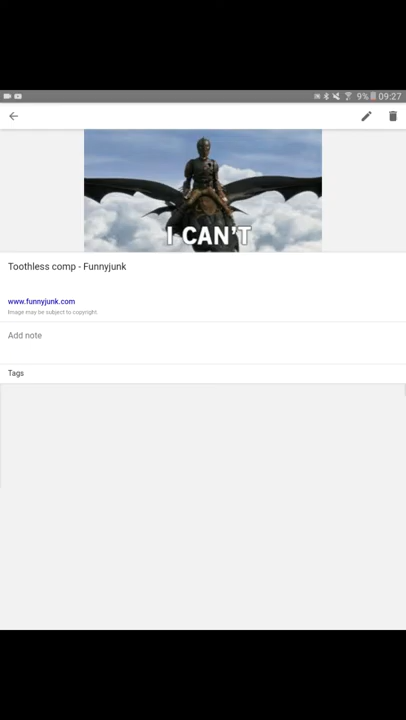 9% 09:27
I CAN'T
Toothless comp - Funnyjunk
www.funnyjunk.com
Image may be subject to copyright.
Add note
Tags